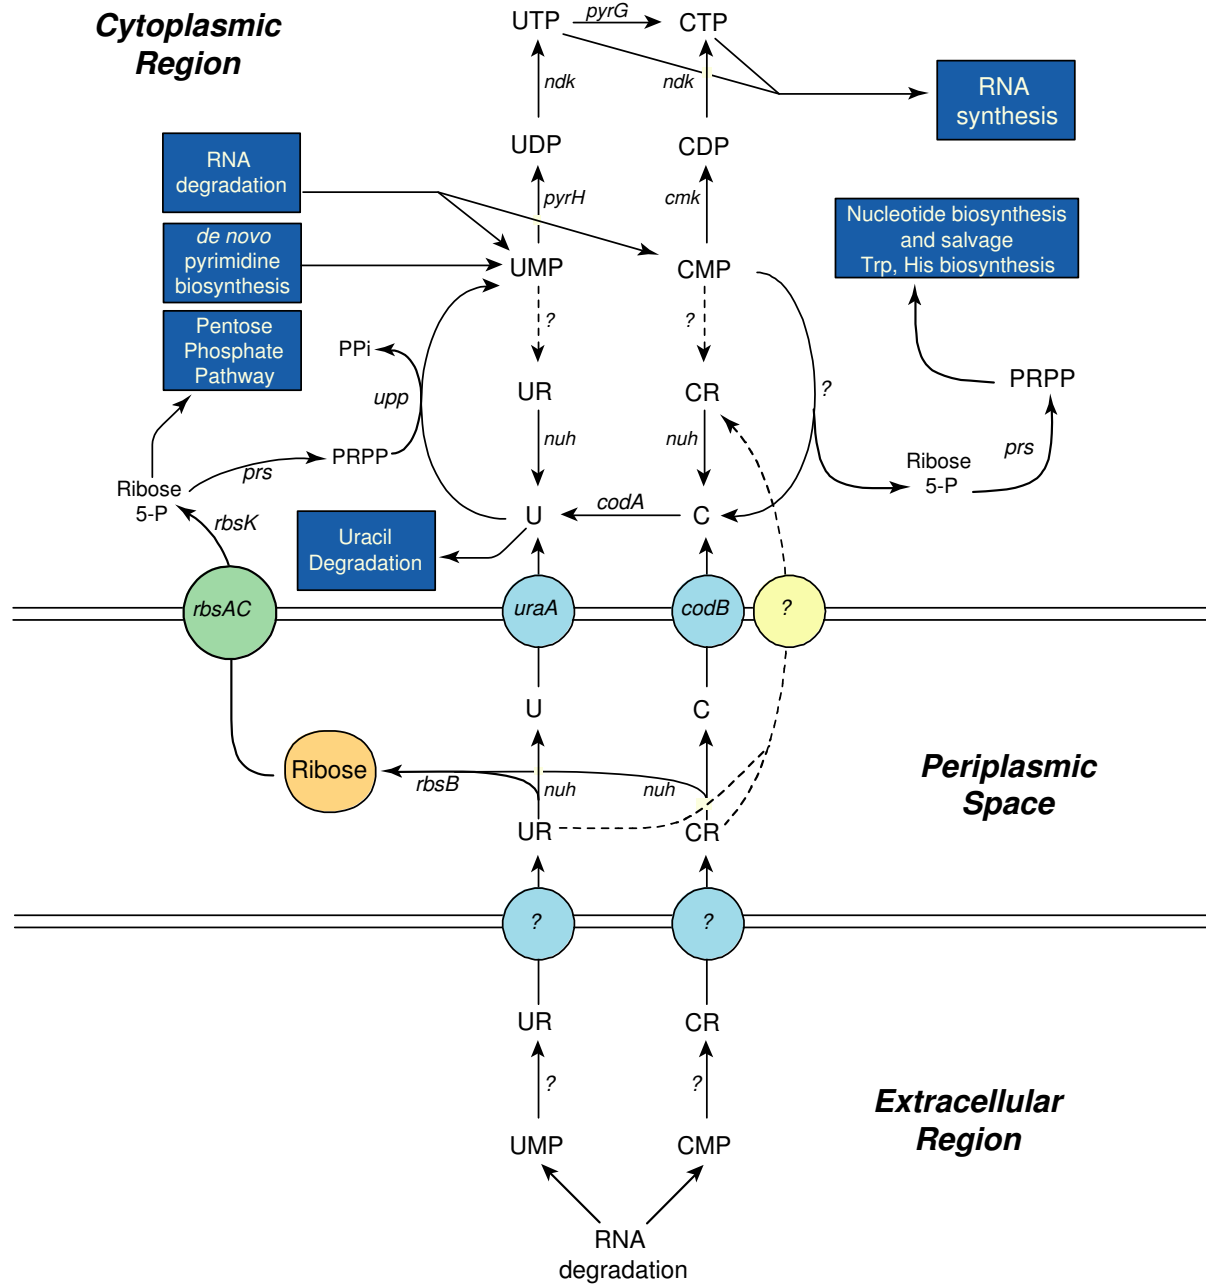 Cytoplasmic
Region
UTP
pyrG
CTP
ndk
ndk
RNA
synthesis
UDP
CDP
RNA
degradation
pyrH
cmk
Nucleotide biosynthesis
and salvage
Trp, His biosynthesis
de novo
pyrimidine
biosynthesis
UMP
CMP
?
?
Pentose
Phosphate
Pathway
PPi
upp
UR
CR
?
PRPP
nuh
nuh
prs
PRPP
prs
Ribose
5-P
Ribose
5-P
rbsK
U
codA
C
Uracil
Degradation
rbsAC
uraA
codB
?
U
C
Periplasmic
Space
Ribose
rbsB
nuh
nuh
UR
CR
?
?
UR
CR
?
?
Extracellular
Region
UMP
CMP
RNA
degradation